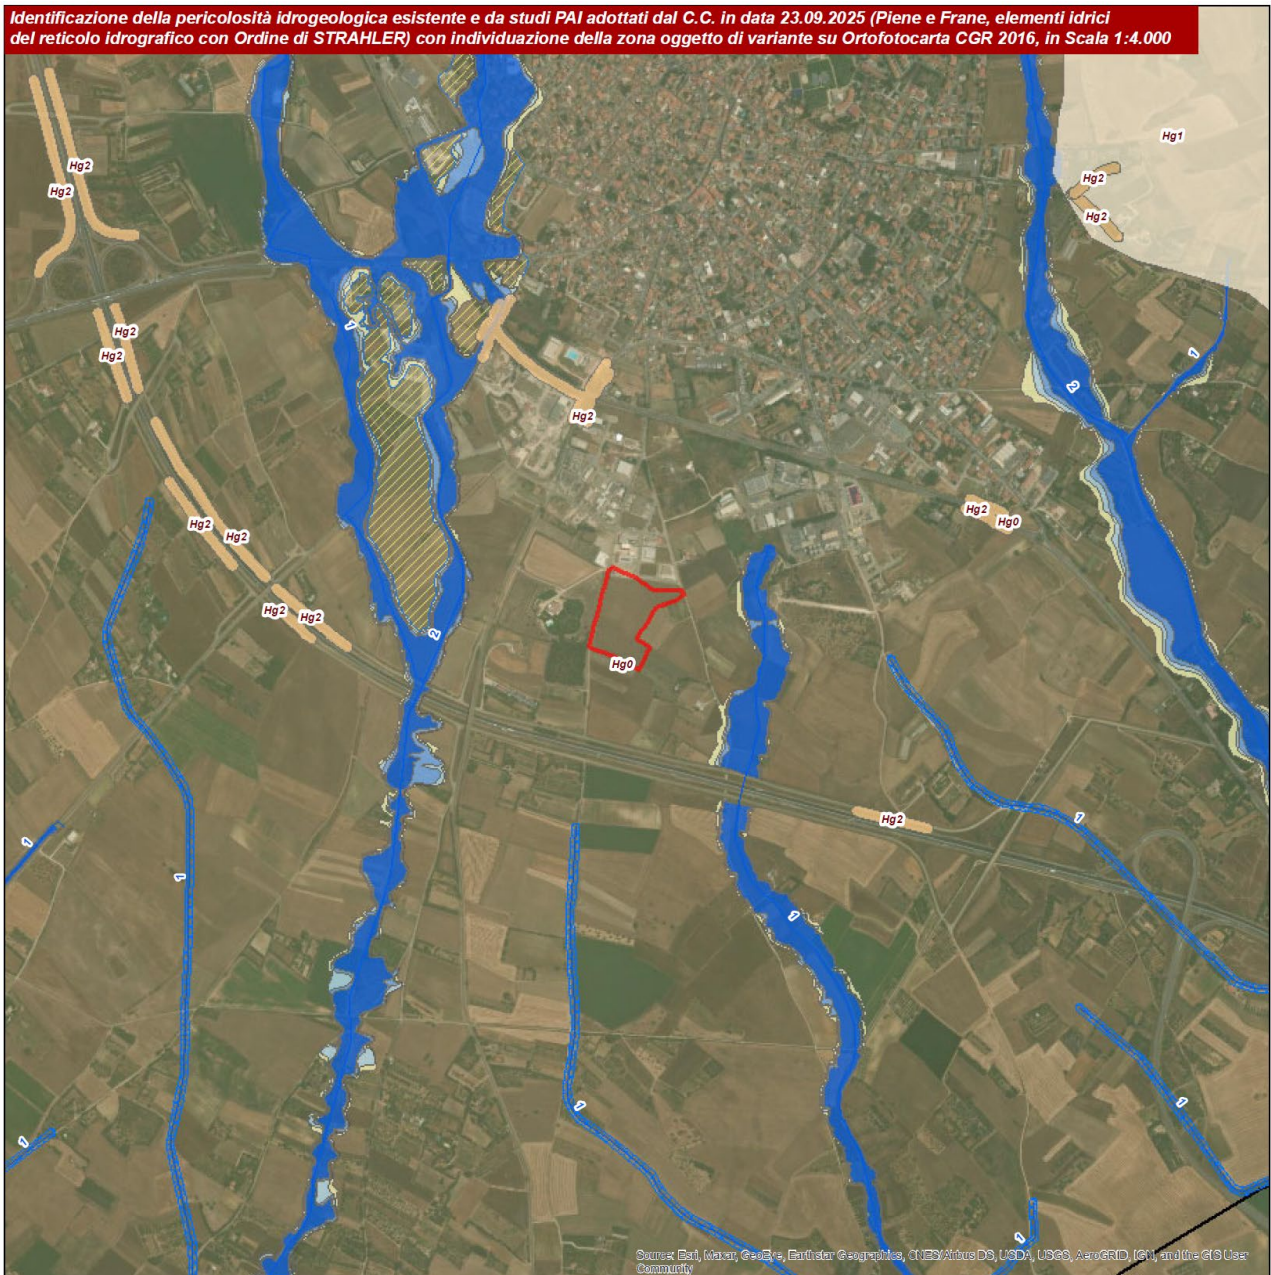 Identificazione della pericolosità idrogeologica esistente e da studi PAI adottati dal C.C. in data 23.09.2025 (Piene e Frane, elementi idrici
del reticolo idrografico con Ordine di STRAHLER) con individuazione della zona oggetto di variante su Ortofotocarta CGR 2016, in Scala 1:4.000
Hg1
Hg2
Hg2
Hg2
Hg2
1
Hg2
Hg2
1
2
Hg2
Hg2
Hg0
Hg2
Hg2
Hg2
Hg2
2
Hg0
Hg2
1
1
1
1
1
1
1
1
Source: Esri, Maxar, GeoEye, Earthstar Geographics, CNES/Airbus DS, USDA, USGS, AeroGRID, IGN, and the GIS User
Community